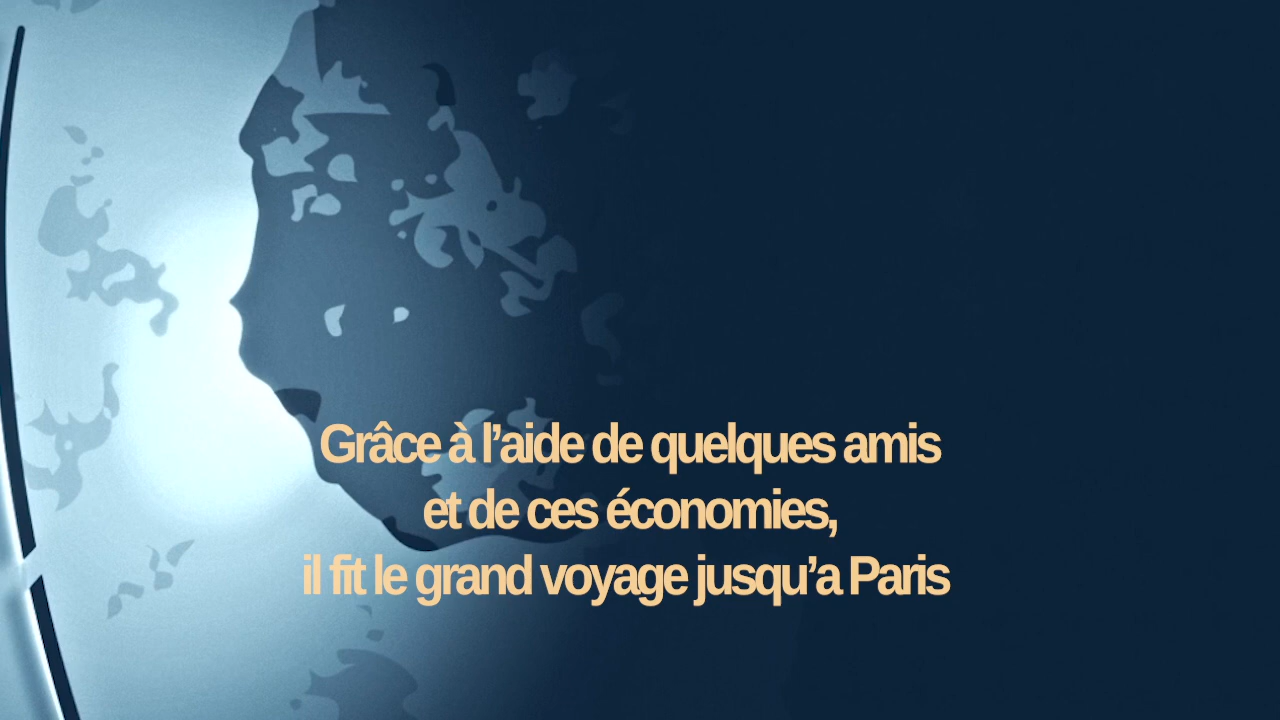 Grâce à l’aide de quelques amis
et de ces économies,
il fit le grand voyage jusqu’a Paris